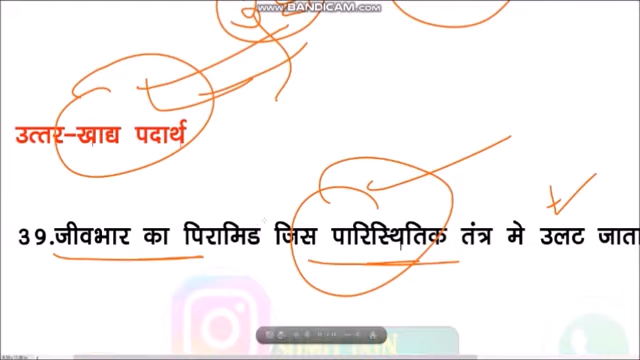 www.BANDICAM.com
उत्तर-खाद्य पदार्थ
39.जीवभार का पिरामिड जिस पारिस्थितिक तंत्र मे उलट जाता